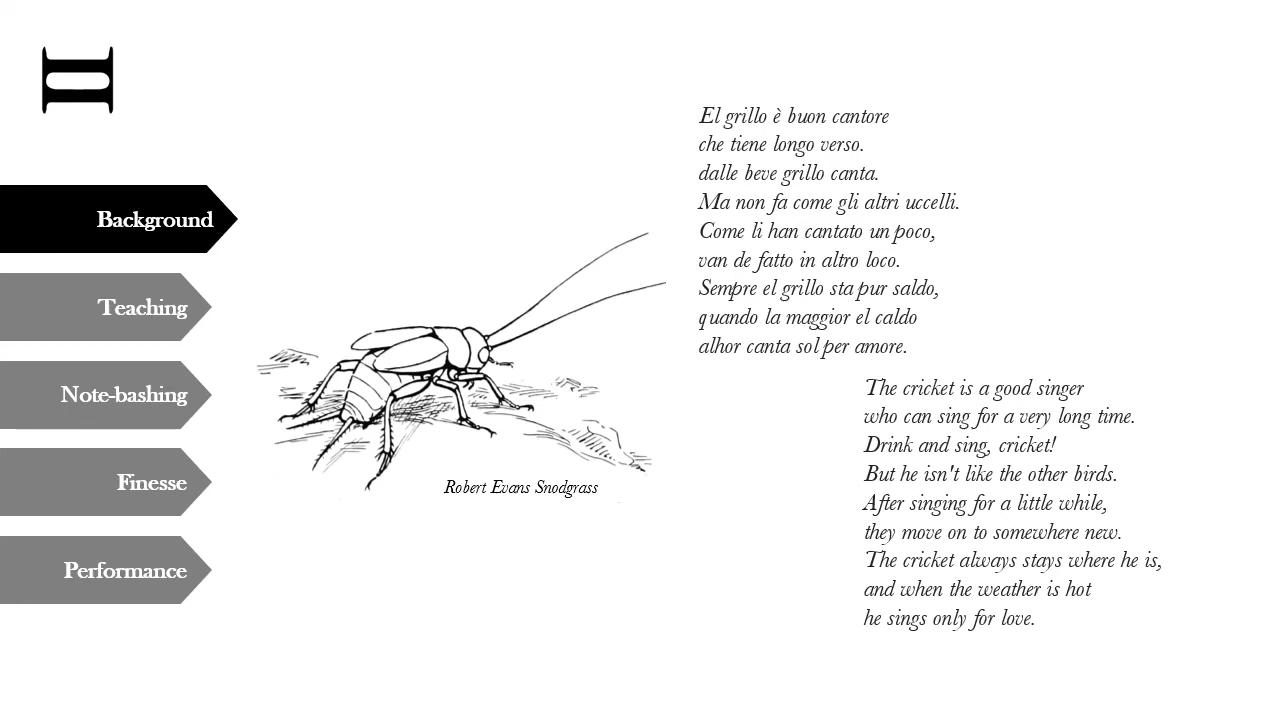 Background
Teaching
Note-bashing
Finesse
Performance
El grillo è buon cantore
che tiene longo verso.
dalle beve grillo canta.
Ma non fa come gli altri uccelli.
Come li han cantato un poco,
van de fatto in altro loco.
Sempre el grillo sta pur saldo,
quando la maggior el caldo
alhor canta sol per amore.
The cricket is a good singer
who can sing for a very long time.
Drink and sing, cricket!
But he isn't like the other birds.
After singing for a little while,
they move on to somewhere new.
The cricket always stays where he is,
and when the weather is hot
he sings only for love.
Robert Evans Snodgrass